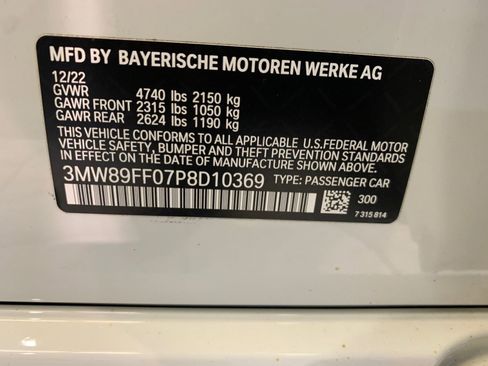 MFD BY BAYERISCHE MOTOREN WERKE AG
12/22
GVWR 4740 lbs 2150 kg
GAWR FRONT 2315 lbs 1050 kg
GAWR REAR 2624 lbs 1190 kg
THIS VEHICLE CONFORMS TO ALL APPLICABLE U.S.FEDERAL MOTOR
VEHICLE SAFETY, BUMPER AND THEFT PREVENTION STANDARDS
IN EFFECT ON THE DATE OF MANUFACTURE SHOWN ABOVE.
3MW89FF07P8D10369 TYPE: PASSENGER CAR
300
7 315 814